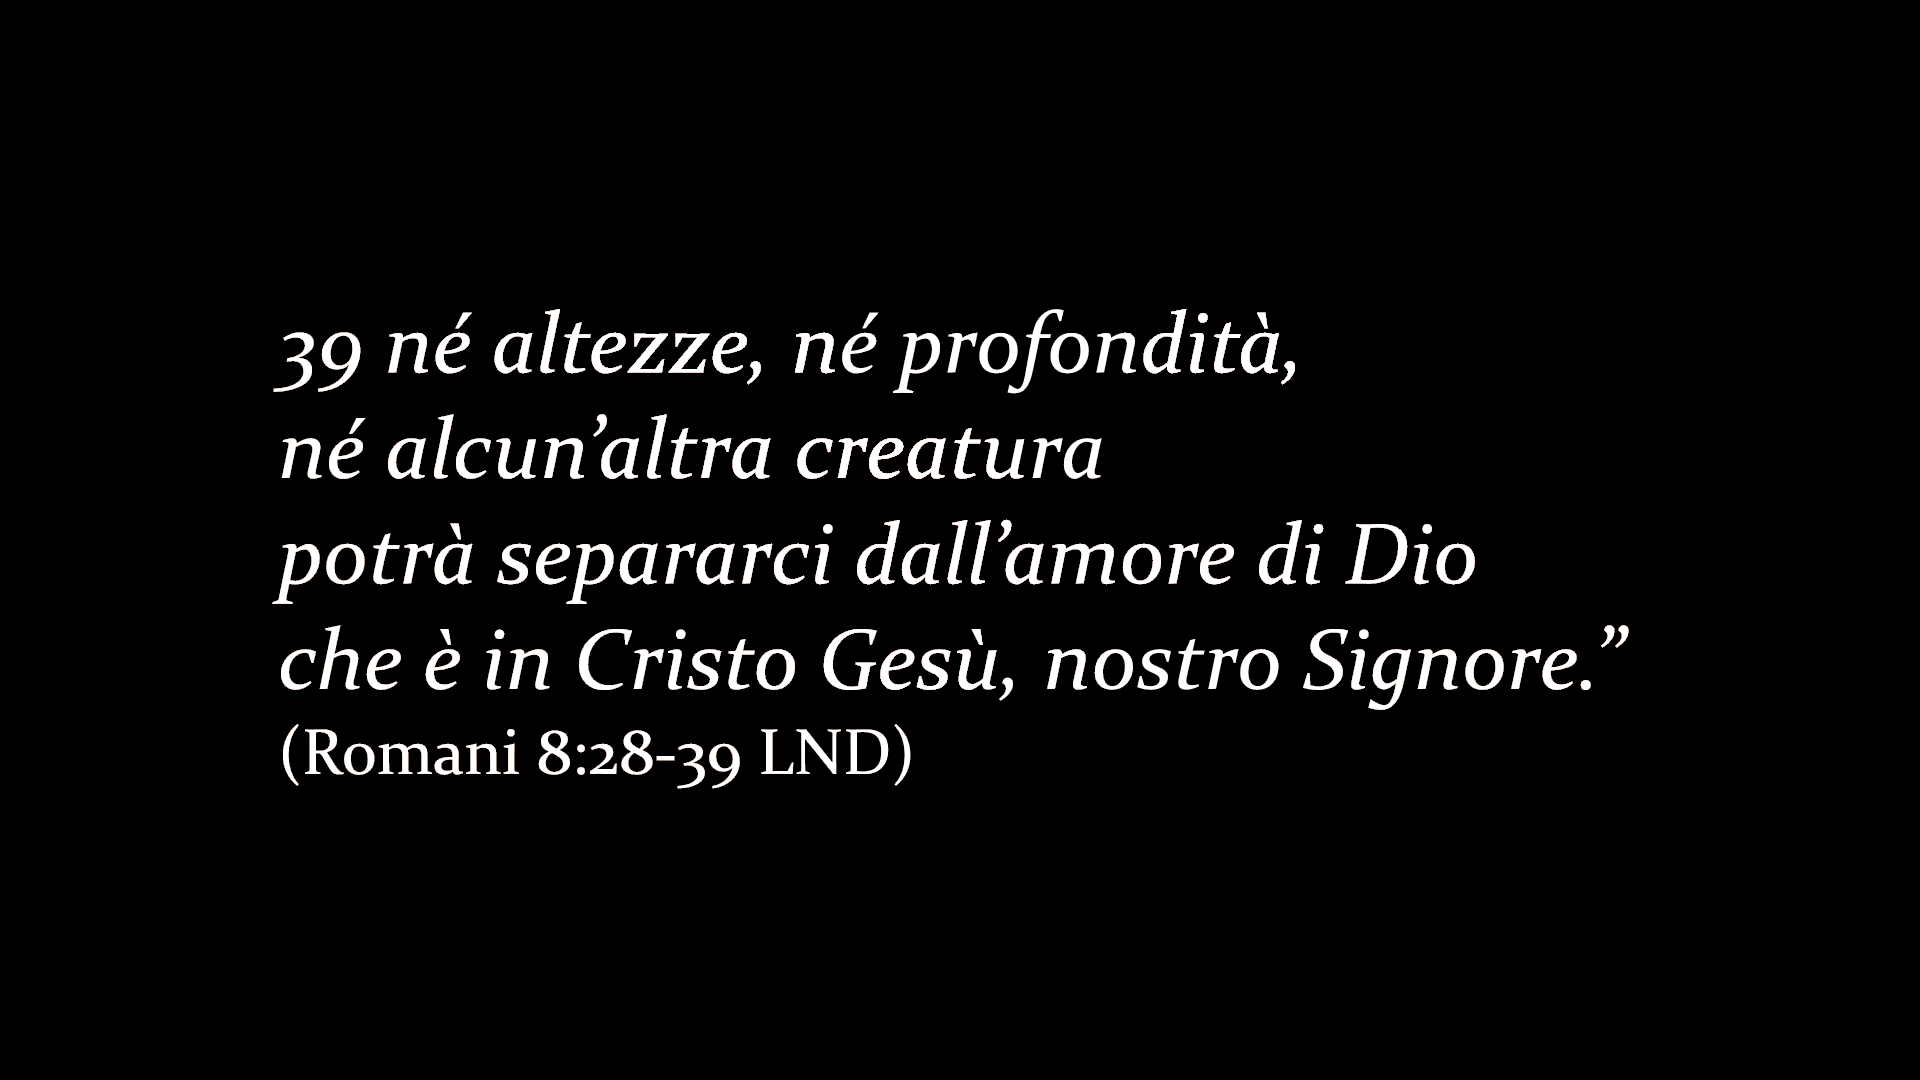 39 né altezze, né profondità,
né alcun’altra creatura
potrà separarci dall’amore di Dio
che è in Cristo Gesù, nostro Signore.”
(Romani 8:28-39 LND)